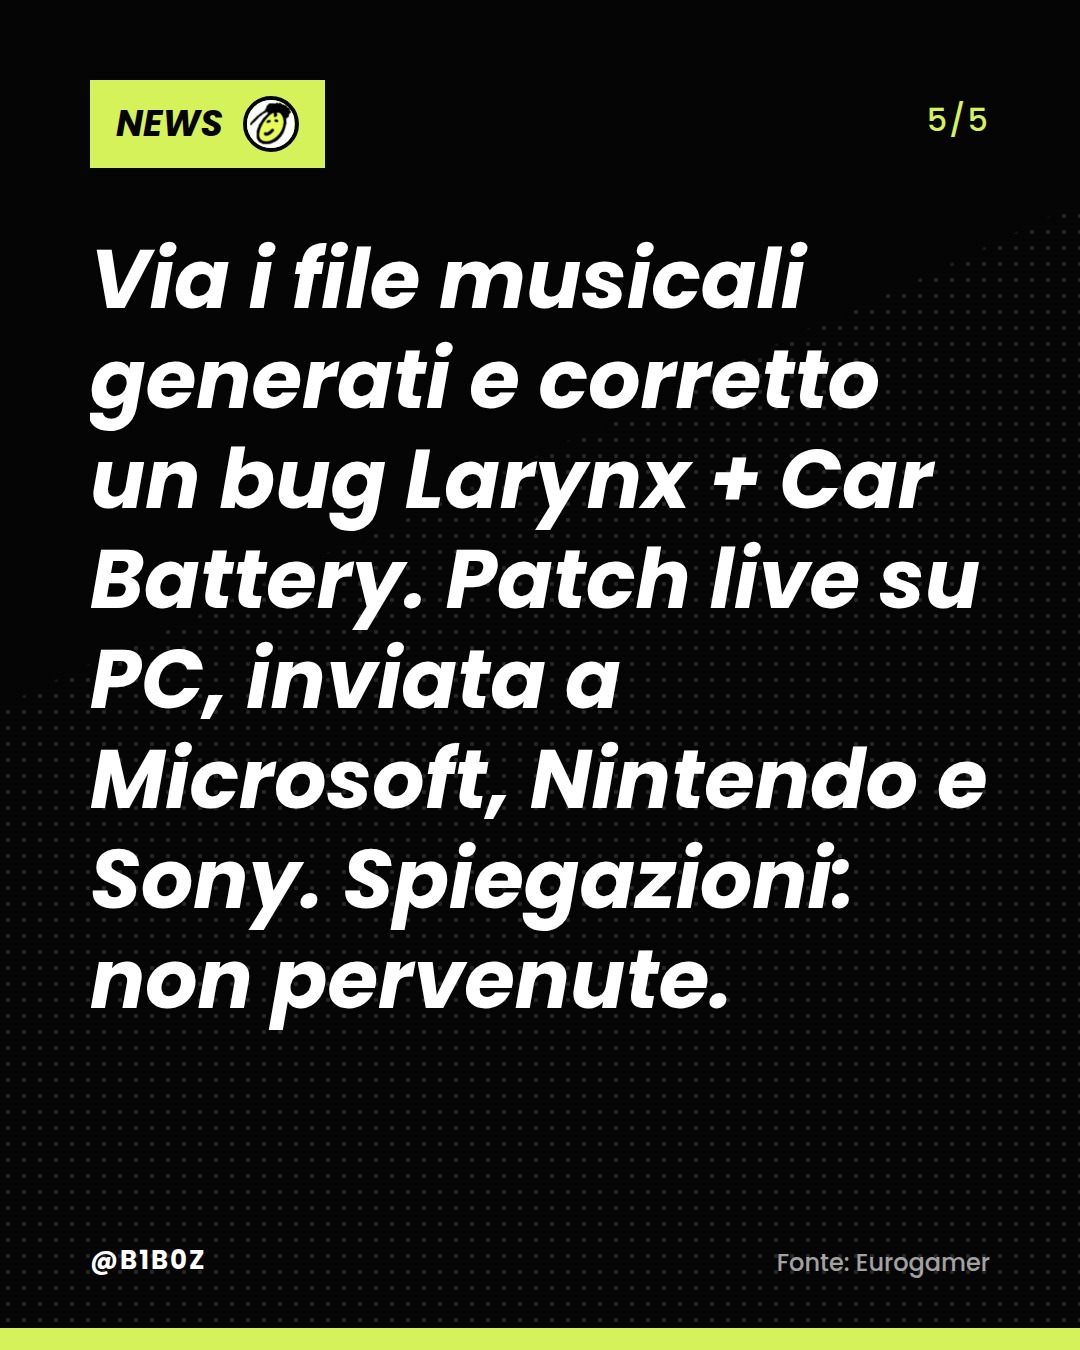 NEWS
5/5
Via i file musicali
generati e corretto
un bug Larynx + Car
Battery. Patch live su
PC, inviata a
Microsoft, Nintendo e
Sony. Spiegazioni:
non pervenute.
@B1B0Z
Fonte: Eurogamer